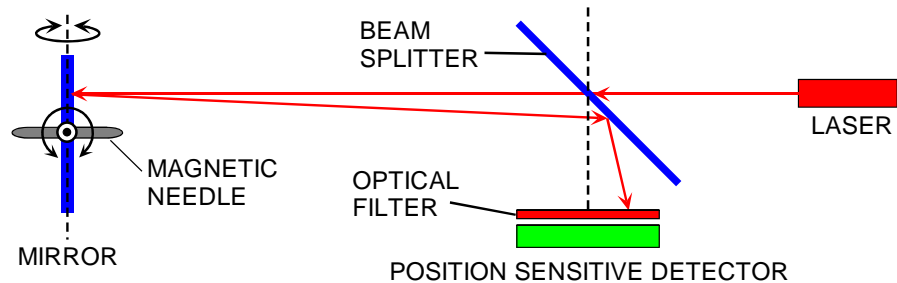 BEAM
SPLITTER
LASER
MAGNETIC
NEEDLE
OPTICAL
FILTER
MIRROR
POSITION SENSITIVE DETECTOR